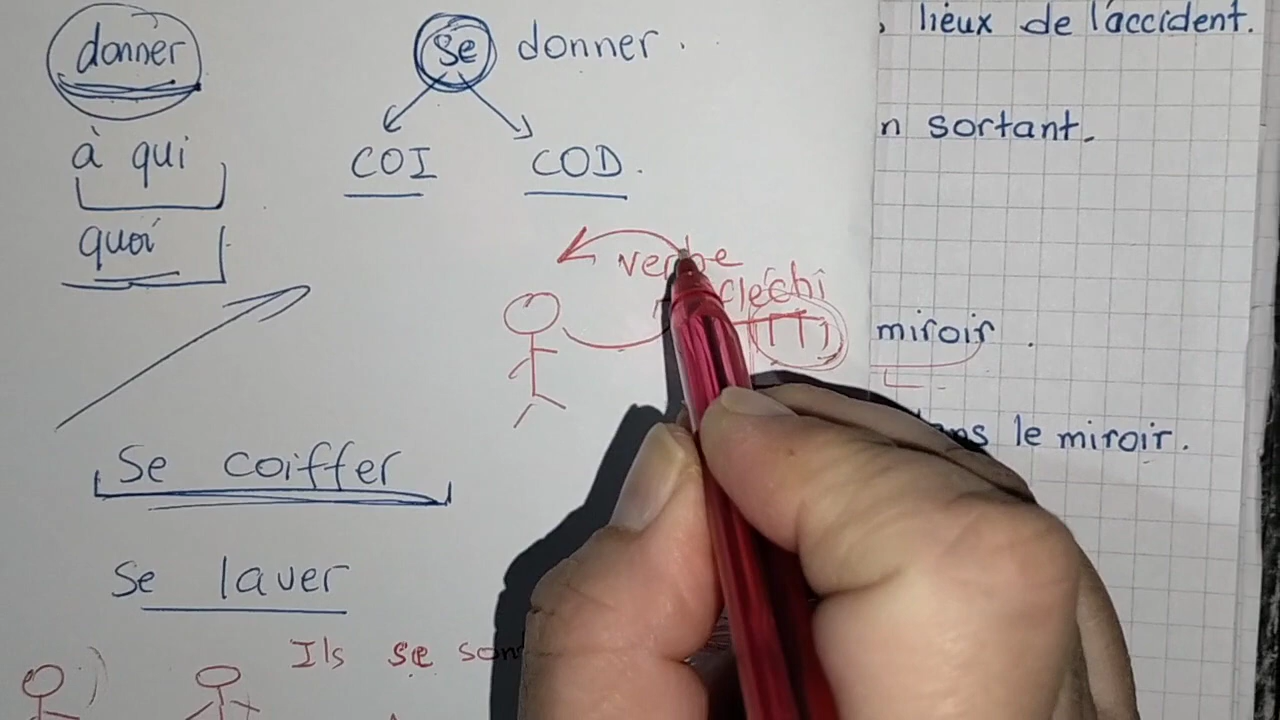 donner
à qui
quoi
se donner.
COI COD.
verbe
se coiffer
se laver
Ils se son
, lieux de l'accident.
n sortant.
miroir.
ns le miroir.